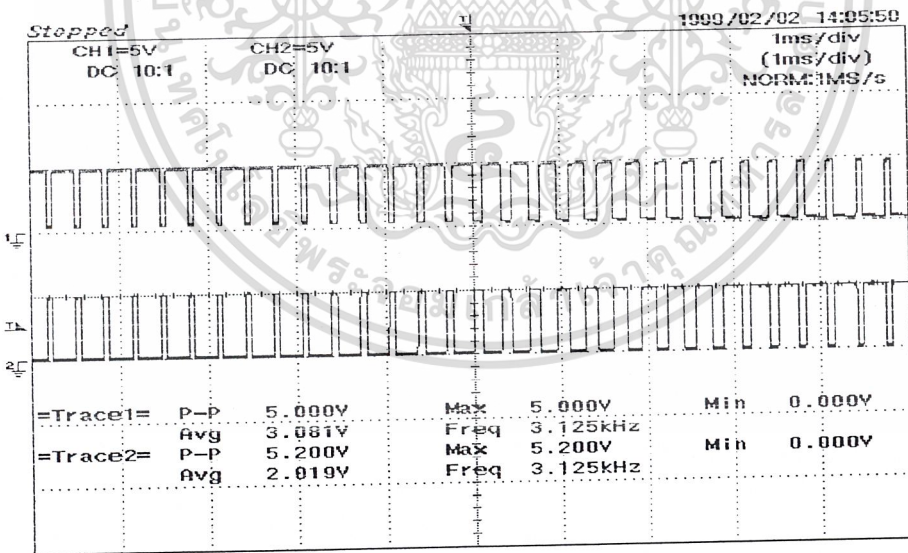 Stopped
1999/02/02 14:05:50
CH1=5V CH2=5V 1ms/div
DC 10:1 DC 10:1 (1ms/div)
NORM:1MS/s
=Trace1= P-P 5.000V Max 5.000V Min 0.000V
Avg 3.081V Freq 3.125kHz
=Trace2= P-P 5.200V Max 5.200V Min 0.000V
Avg 2.019V Freq 3.125kHz